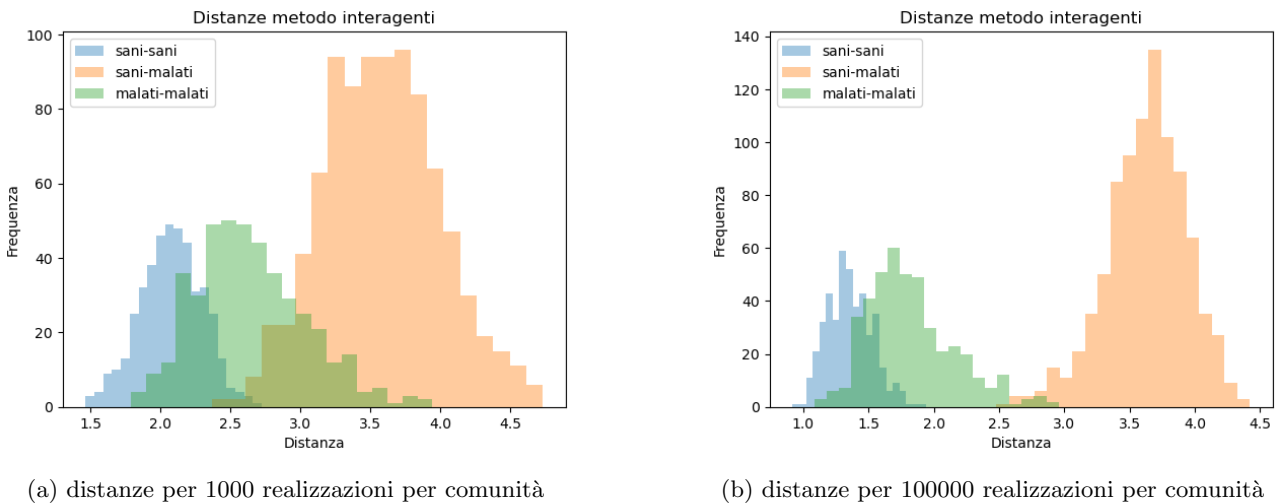 Distanze metodo interagenti
sani-sani
sani-malati
malati-malati
Frequenza
100
80
60
40
20
0
1.5 2.0 2.5 3.0 3.5 4.0 4.5
Distanza
(a) distanze per 1000 realizzazioni per comunità
Distanze metodo interagenti
sani-sani
sani-malati
malati-malati
Frequenza
140
120
100
80
60
40
20
0
1.0 1.5 2.0 2.5 3.0 3.5 4.0 4.5
Distanza
(b) distanze per 100000 realizzazioni per comunità